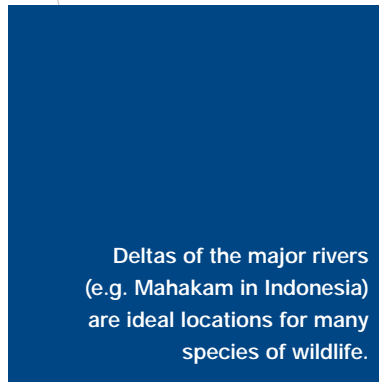 Deltas of the major rivers
(e.g. Mahakam in Indonesia)
are ideal locations for many
species of wildlife.